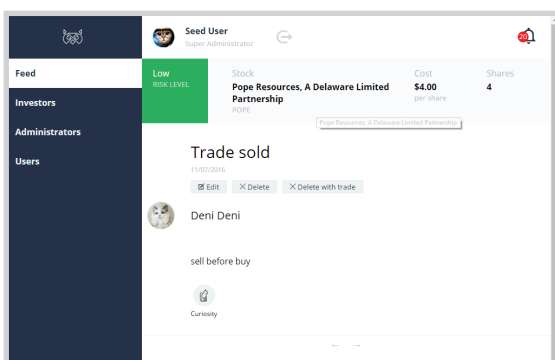 Seed User
Super Administrator
20
Feed
Investors
Administrators
Users
Low
RISK LEVEL
Stock
Pope Resources, A Delaware Limited
Partnership
POPE
Cost
$4.00
per share
Shares
4
Pope Resources, A Delaware Limited Partnership
Trade sold
11/07/2016
Edit
Delete
Delete with trade
Deni Deni
sell before buy
Curiosity